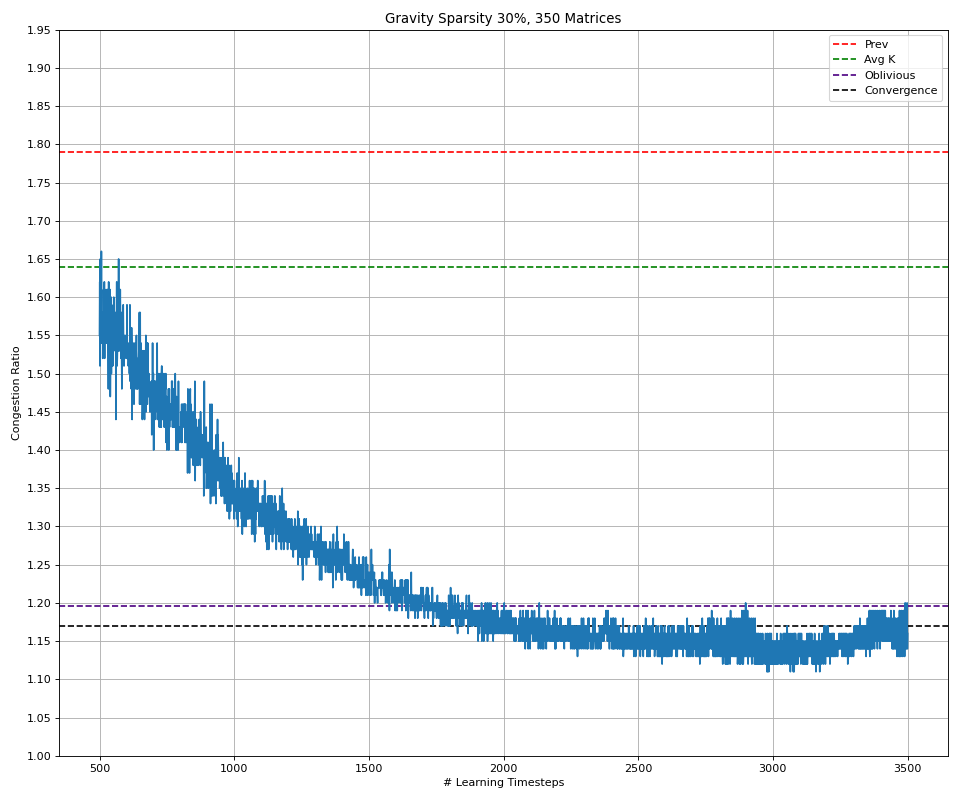 Gravity Sparsity 30%, 350 Matrices
Prev
Avg K
Oblivious
Convergence
Congestion Ratio
1.95
1.90
1.85
1.80
1.75
1.70
1.65
1.60
1.55
1.50
1.45
1.40
1.35
1.30
1.25
1.20
1.15
1.10
1.05
1.00
500 1000 1500 2000 2500 3000 3500
# Learning Timesteps